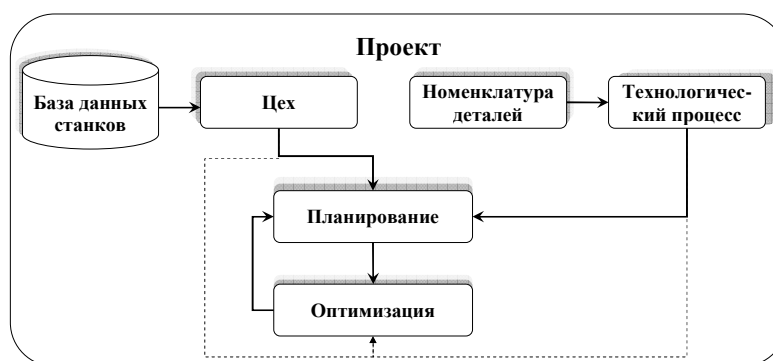 Проект
База данных
станков
Цех
Номенклатура
деталей
Технологичес-
кий процесс
Планирование
Оптимизация